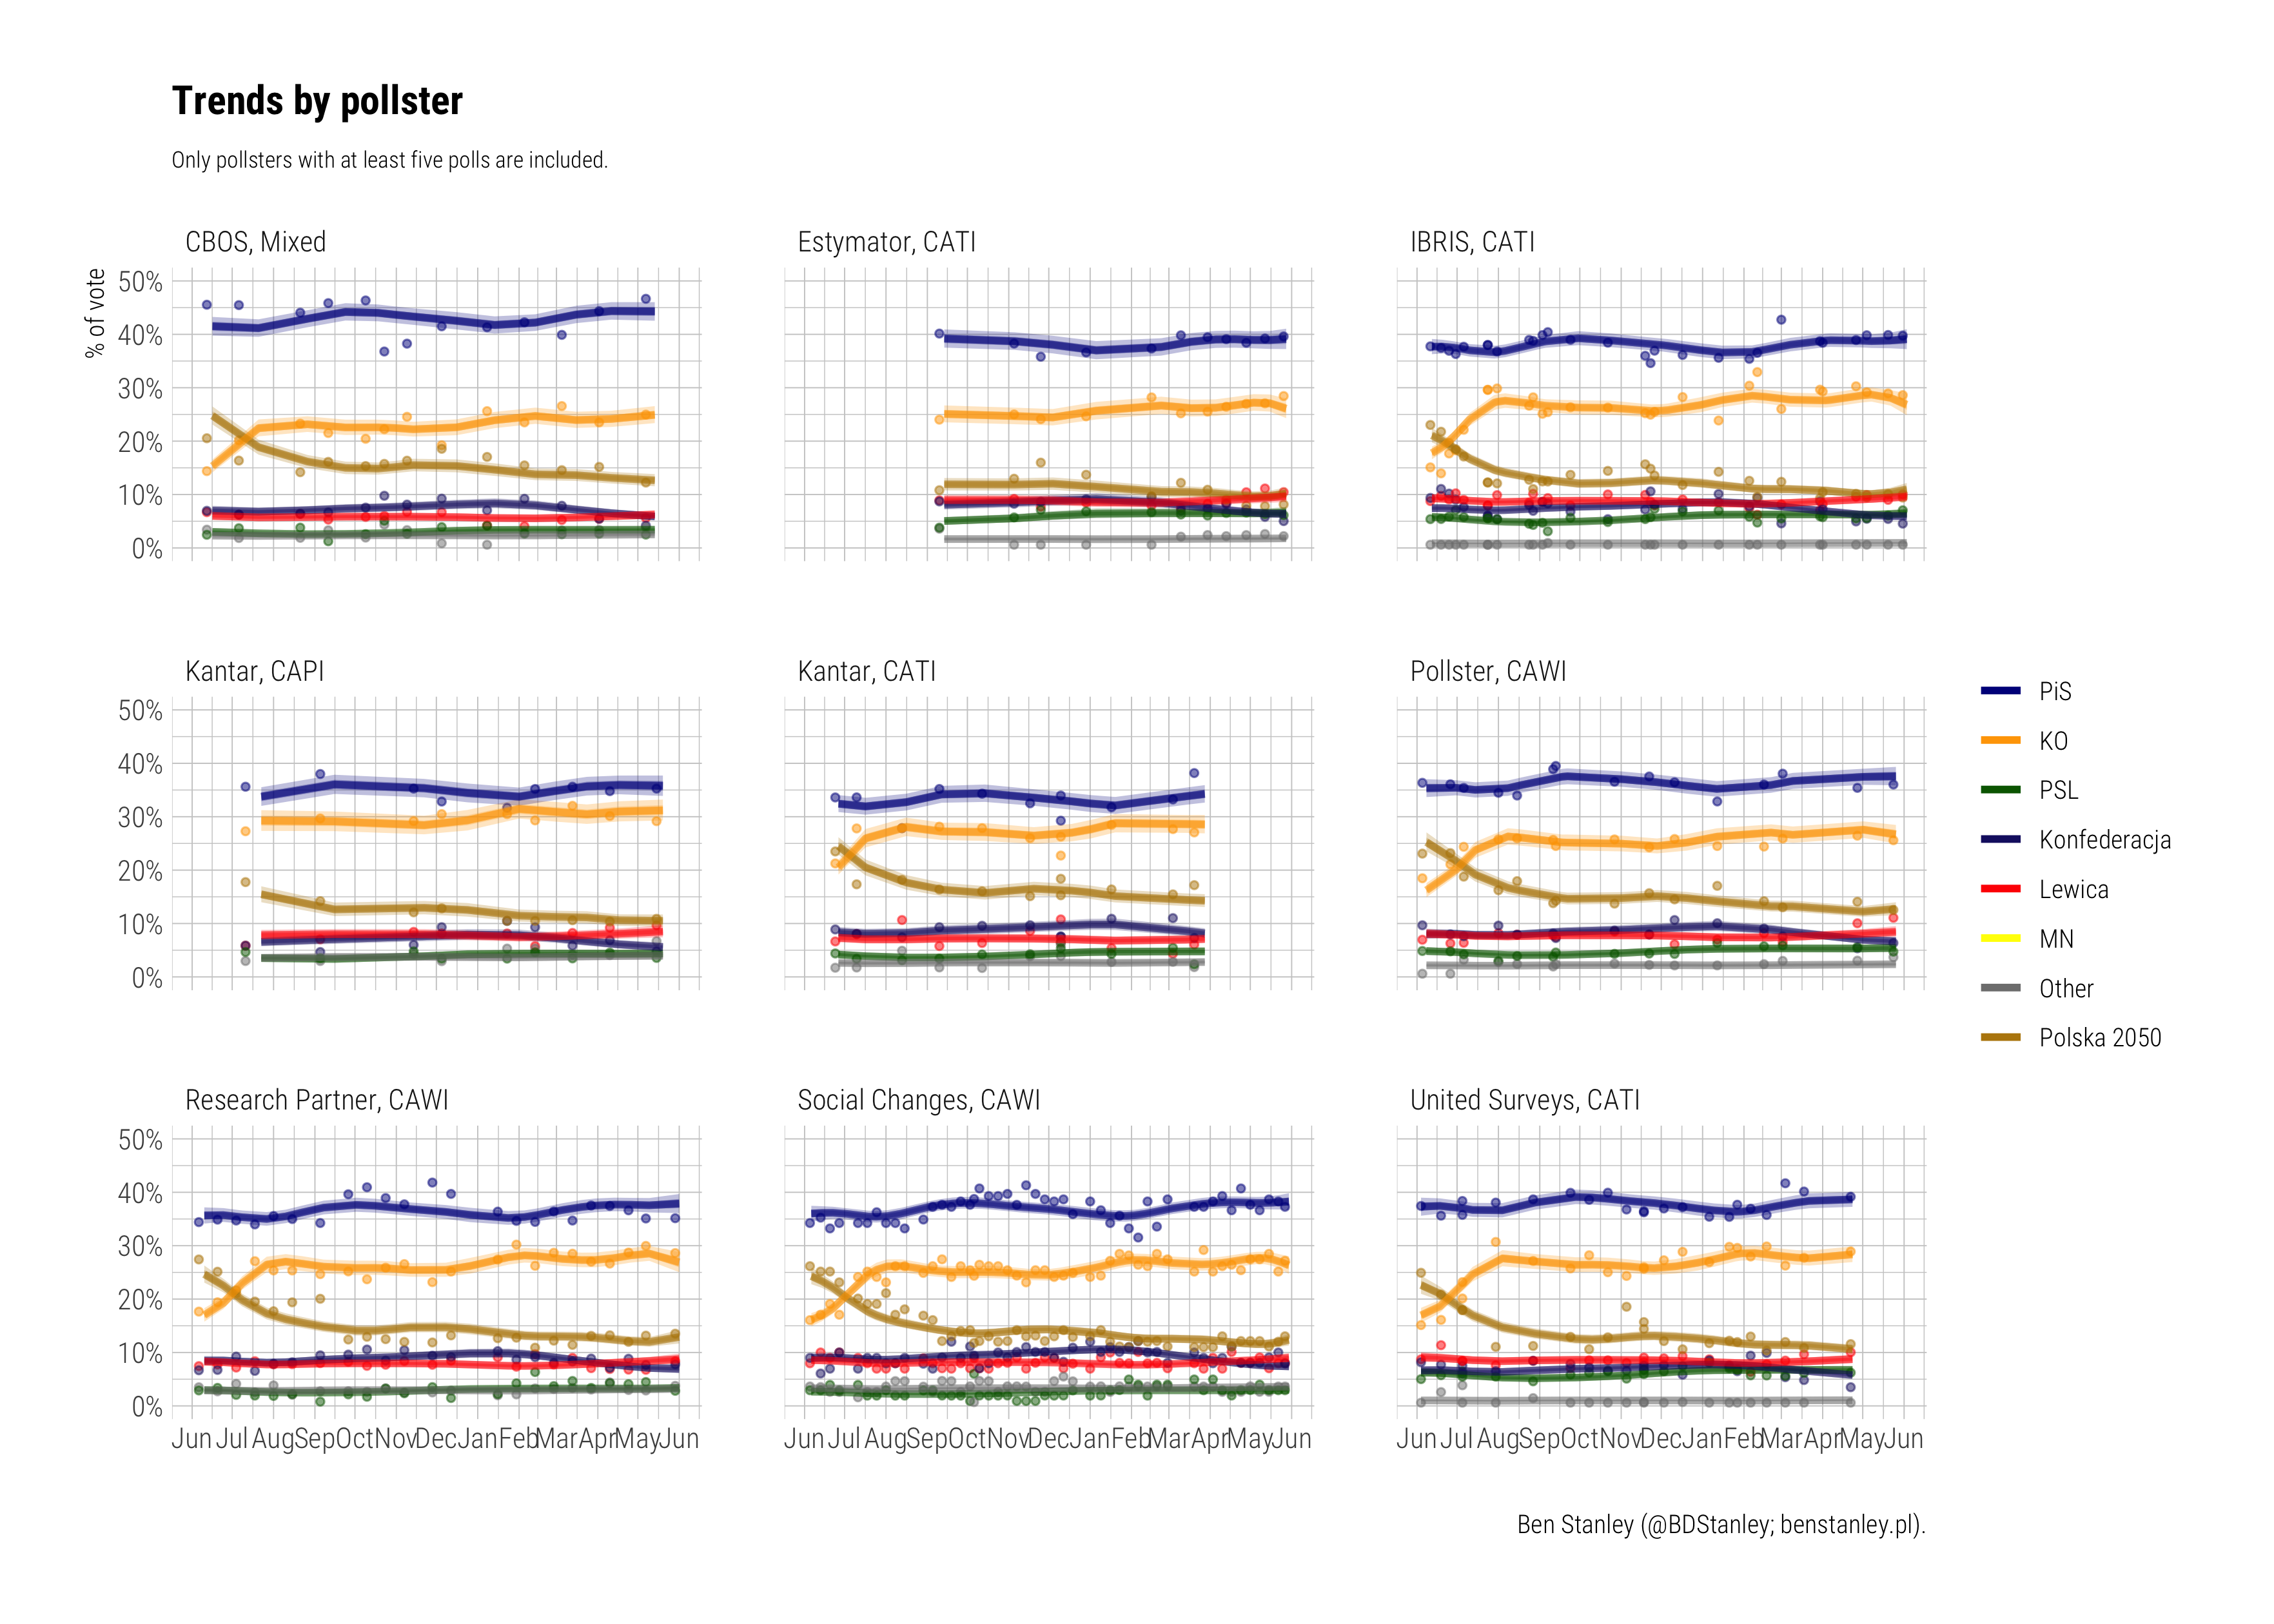 Trends by pollster
Only pollsters with at least five polls are included.
CBOS, Mixed
Estymator, CATI
IBRIS, CATI
% of vote
50%
40%
30%
20%
10%
0%
Kantar, CAPI
Kantar, CATI
Pollster, CAWI
50%
40%
30%
20%
10%
0%
PiS
KO
PSL
Konfederacja
Lewica
MN
Other
Polska 2050
Research Partner, CAWI
Social Changes, CAWI
United Surveys, CATI
50%
40%
30%
20%
10%
0%
Jun Jul Aug Sep Oct Nov Dec Jan Feb Mar Apr May Jun
Jun Jul Aug Sep Oct Nov Dec Jan Feb Mar Apr May Jun
Jun Jul Aug Sep Oct Nov Dec Jan Feb Mar Apr May Jun
Ben Stanley (@BDStanley; benstanley.pl).